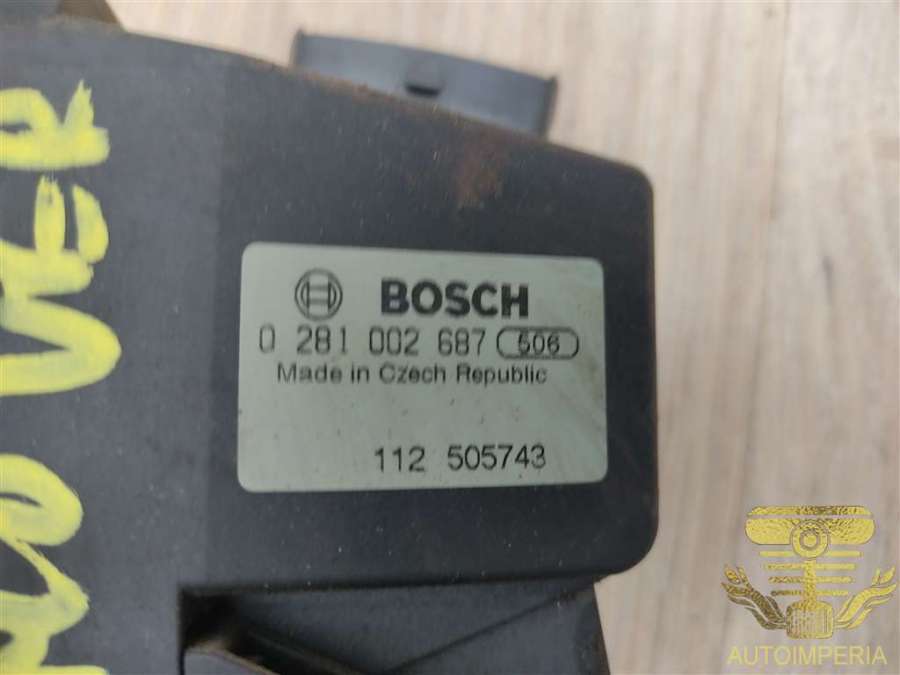 BOSCH
0 281 002 687 506
Made in Czech Republic
112 505743
AUTOIMPERIA